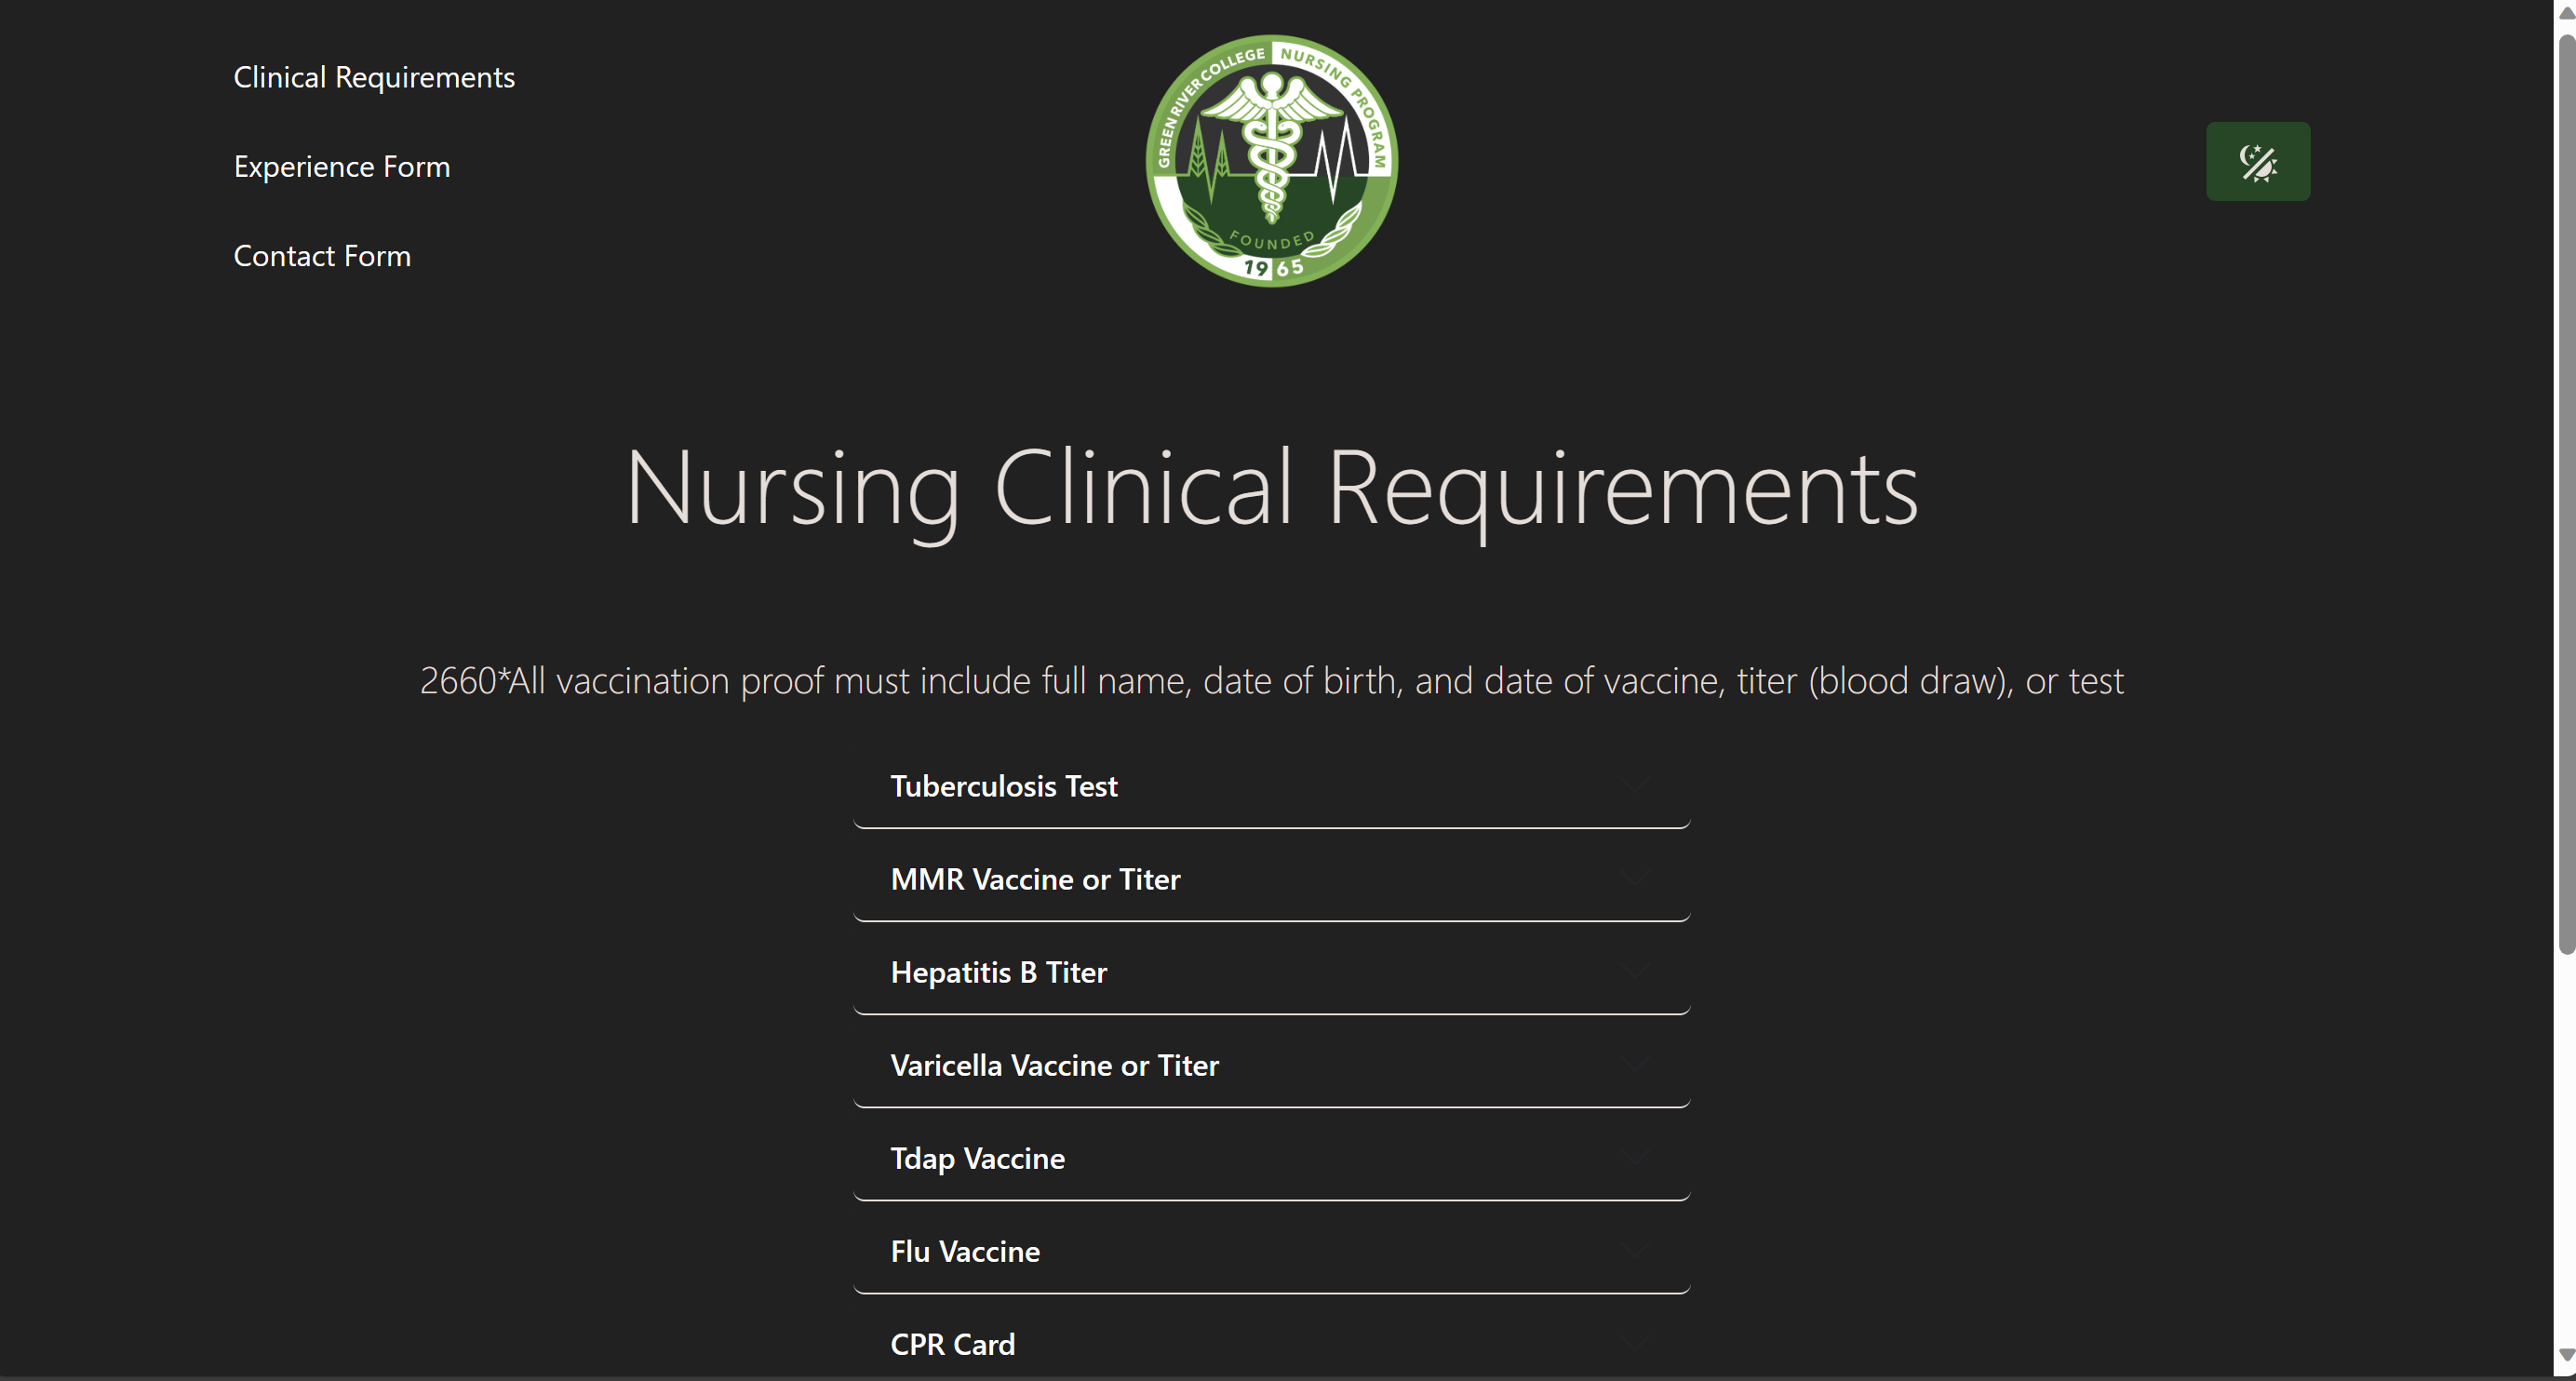 Clinical Requirements
Experience Form
Contact Form
GREEN RIVER COLLEGE NURSING PROGRAM
FOUNDED
1965
Nursing Clinical Requirements
2660*All vaccination proof must include full name, date of birth, and date of vaccine, titer (blood draw), or test
Tuberculosis Test
MMR Vaccine or Titer
Hepatitis B Titer
Varicella Vaccine or Titer
Tdap Vaccine
Flu Vaccine
CPR Card